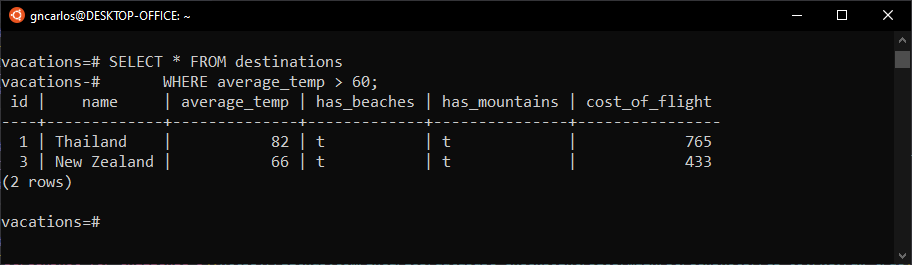 gncarlos@DESKTOP-OFFICE: ~
vacations=# SELECT * FROM destinations
vacations-#      WHERE average_temp > 60;
 id |    name     | average_temp | has_beaches | has_mountains | cost_of_flight
----+-------------+--------------+-------------+---------------+----------------
  1 | Thailand    |           82 | t           | t             |            765
  3 | New Zealand |           66 | t           | t             |            433
(2 rows)
vacations=#